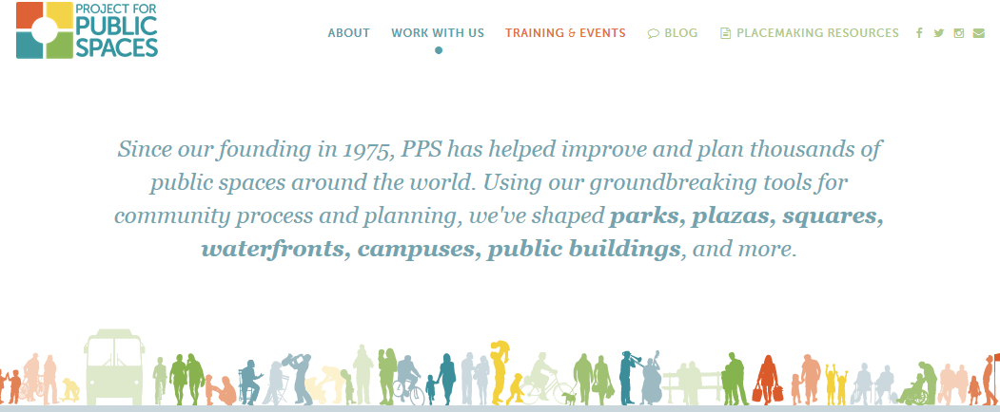 PROJECT FOR
PUBLIC
SPACES
ABOUT WORK WITH US TRAINING & EVENTS BLOG PLACEMAKING RESOURCES
Since our founding in 1975, PPS has helped improve and plan thousands of
public spaces around the world. Using our groundbreaking tools for
community process and planning, we've shaped parks, plazas, squares,
waterfronts, campuses, public buildings, and more.